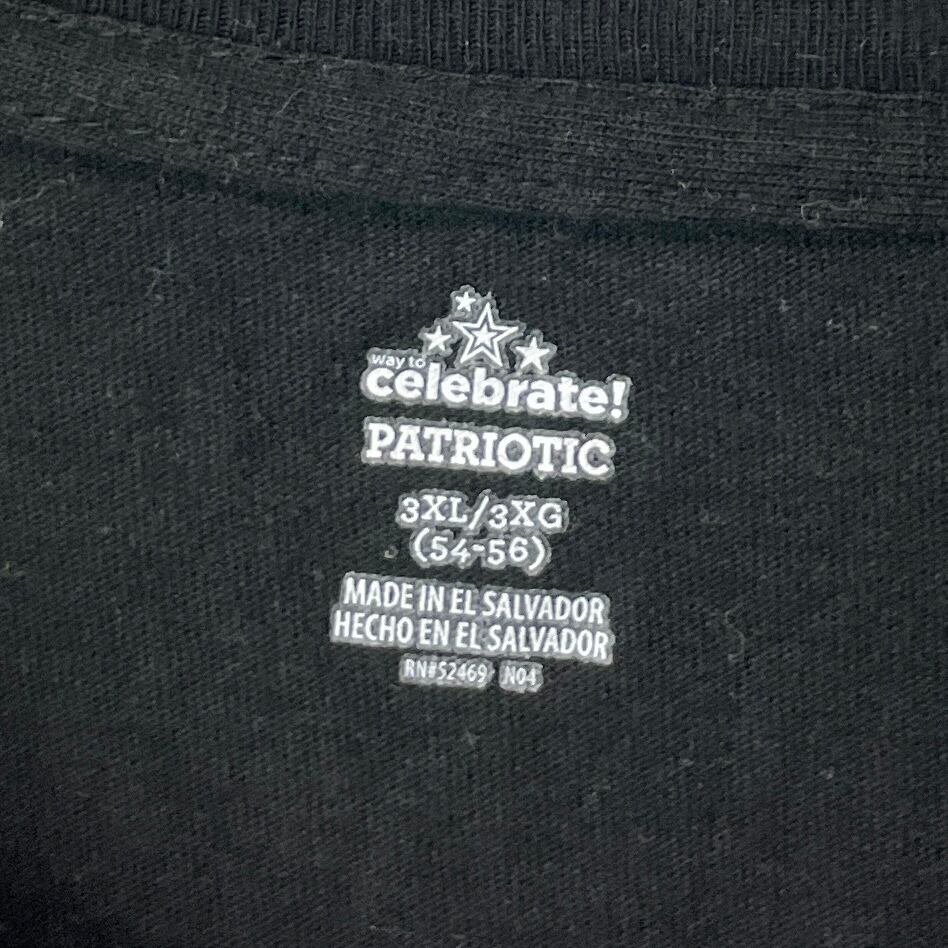 way to
celebrate!
PATRIOTIC
3XL/3XG
(54-56)
MADE IN EL SALVADOR
HECHO EN EL SALVADOR
RN#52469 N04